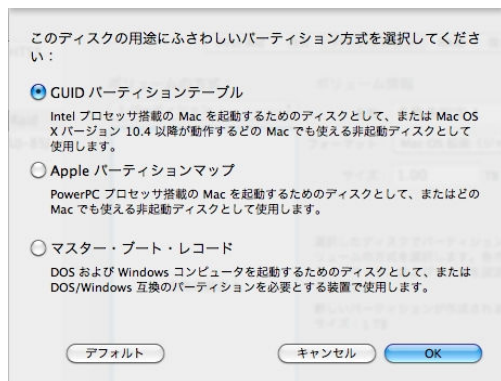 このディスクの用途にふさわしいパーティション方式を選択してくださ
い：
GUID パーティションテーブル
Intel プロセッサ搭載の Mac を起動するためのディスクとして、または Mac OS
X バージョン 10.4 以降が動作するどの Mac でも使える非起動ディスクとして
使用します。
Apple パーティションマップ
PowerPC プロセッサ搭載の Mac を起動するためのディスクとして、またはどの
Mac でも使える非起動ディスクとして使用します。
マスター・ブート・レコード
DOS および Windows コンピュータを起動するためのディスクとして、または
DOS/Windows 互換のパーティションを必要とする装置で使用します。
デフォルト キャンセル OK